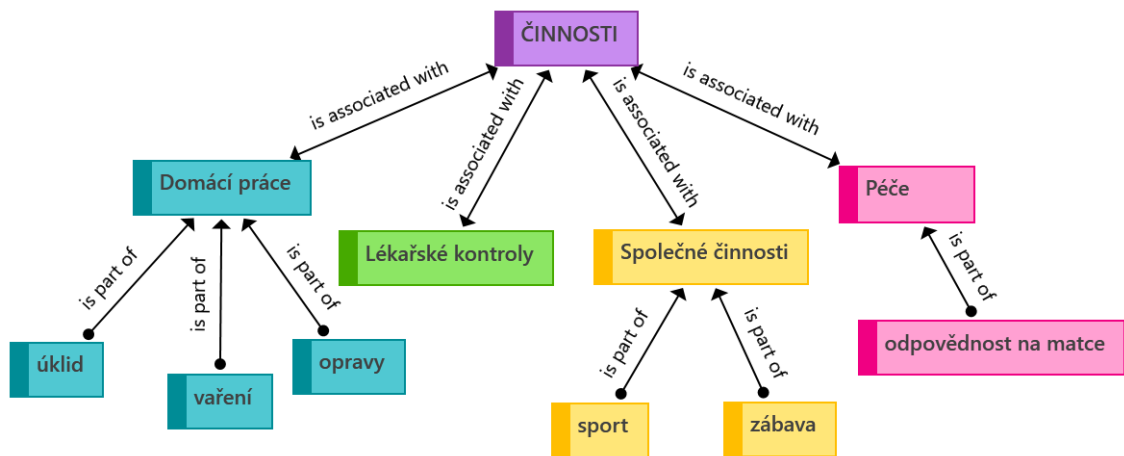 ČINNOSTI
is associated with
is associated with
is associated with
is associated with
Domácí práce
Lékařské kontroly
Společné činnosti
Péče
is part of
is part of
is part of
is part of
is part of
is part of
úklid
vaření
opravy
sport
zábava
odpovědnost na matce